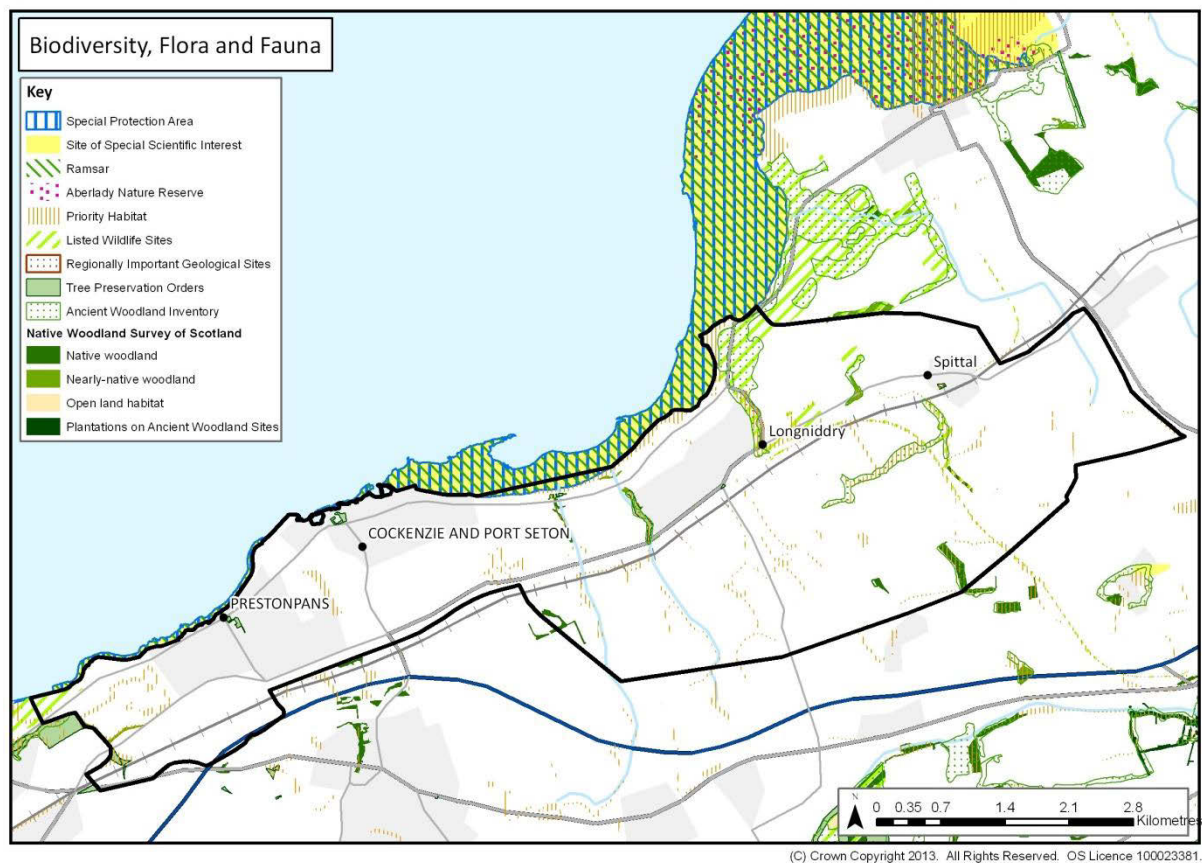 Biodiversity, Flora and Fauna
Key
Special Protection Area
Site of Special Scientific Interest
Ramsar
Aberlady Nature Reserve
Priority Habitat
Listed Wildlife Sites
Regionally Important Geological Sites
Tree Preservation Orders
Ancient Woodland Inventory
Native Woodland Survey of Scotland
Native woodland
Nearly-native woodland
Open land habitat
Plantations on Ancient Woodland Sites
Spittal
Longniddry
COCKENZIE AND PORT SETON
PRESTONPANS
N
0 0.35 0.7 1.4 2.1 2.8
Kilometres
(C) Crown Copyright 2013. All Rights Reserved. OS Licence 100023381